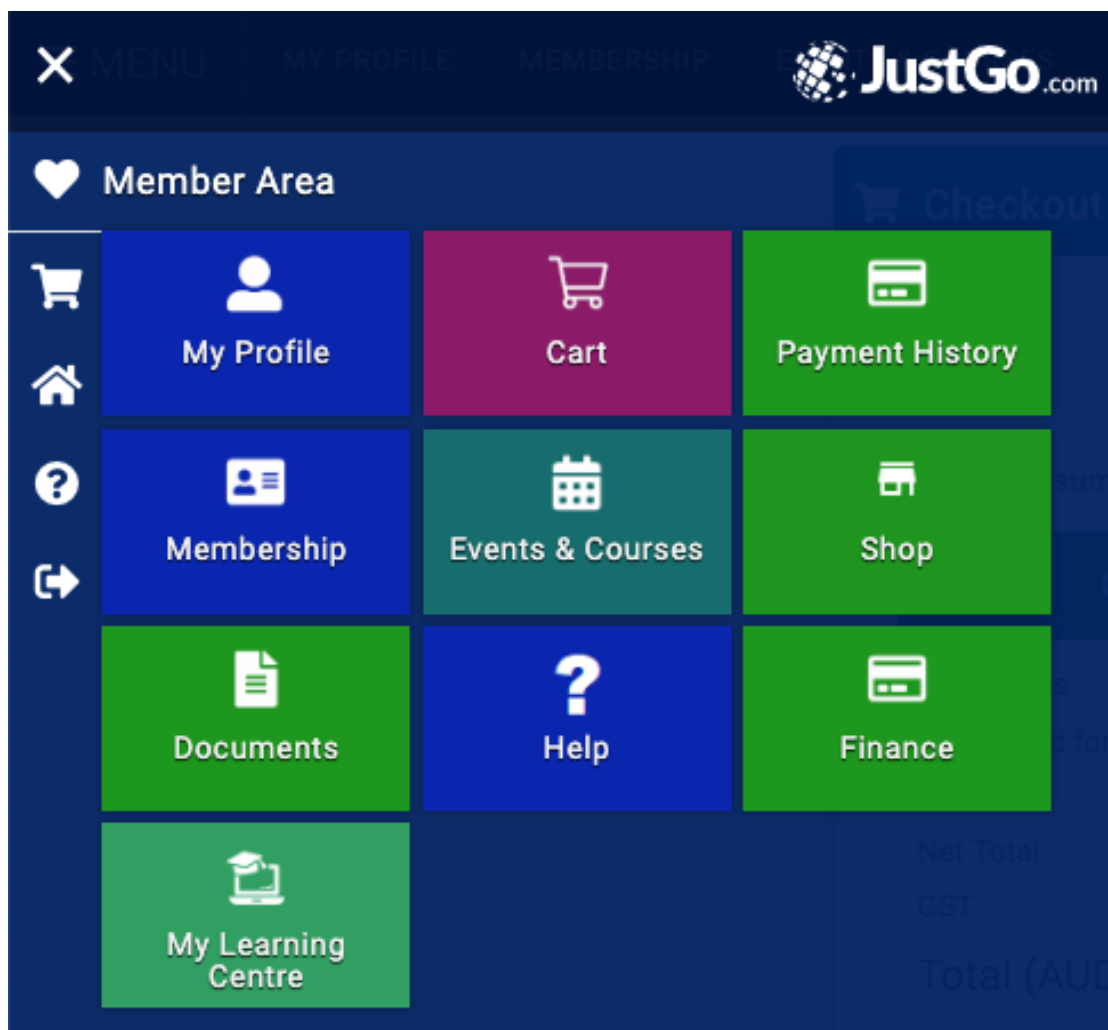 MENU MY PROFILE MEMBERSHIP
JustGo.com
Member Area
Checkout
My Profile
Cart
Payment History
Membership
Events & Courses
Shop
Documents
Help
Finance
Net Total
GST
My Learning
Centre
Total (AUD